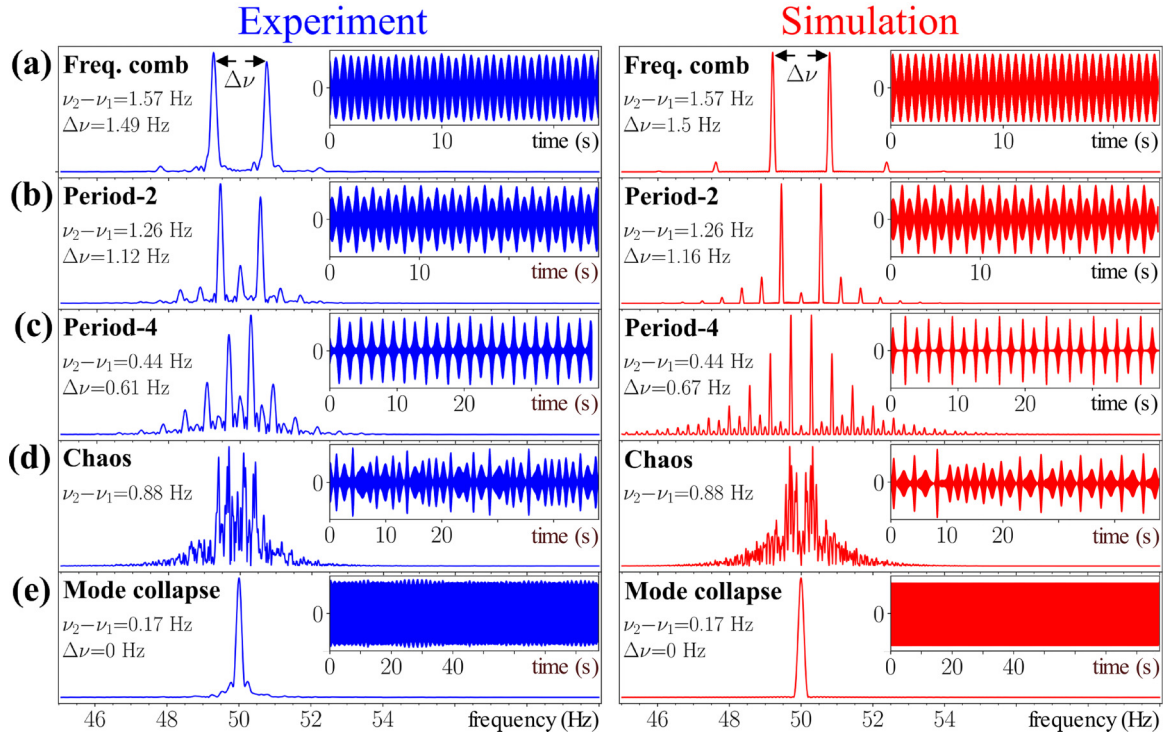 Experiment
Simulation
(a)
Freq. comb
ν₂−ν₁=1.57 Hz
Δν=1.49 Hz
Δν
0
0 10 time (s)
Freq. comb
ν₂−ν₁=1.57 Hz
Δν=1.5 Hz
Δν
0
0 10 time (s)
(b)
Period-2
ν₂−ν₁=1.26 Hz
Δν=1.12 Hz
0
0 10 time (s)
Period-2
ν₂−ν₁=1.26 Hz
Δν=1.16 Hz
0
0 10 time (s)
(c)
Period-4
ν₂−ν₁=0.44 Hz
Δν=0.61 Hz
0
0 10 20 time (s)
Period-4
ν₂−ν₁=0.44 Hz
Δν=0.67 Hz
0
0 10 20 time (s)
(d)
Chaos
ν₂−ν₁=0.88 Hz
0
0 10 20 time (s)
Chaos
ν₂−ν₁=0.88 Hz
0
0 10 20 time (s)
(e)
Mode collapse
ν₂−ν₁=0.17 Hz
Δν=0 Hz
0
0 20 40 time (s)
Mode collapse
ν₂−ν₁=0.17 Hz
Δν=0 Hz
0
0 20 40 time (s)
46 48 50 52 54 frequency (Hz)
46 48 50 52 54 frequency (Hz)